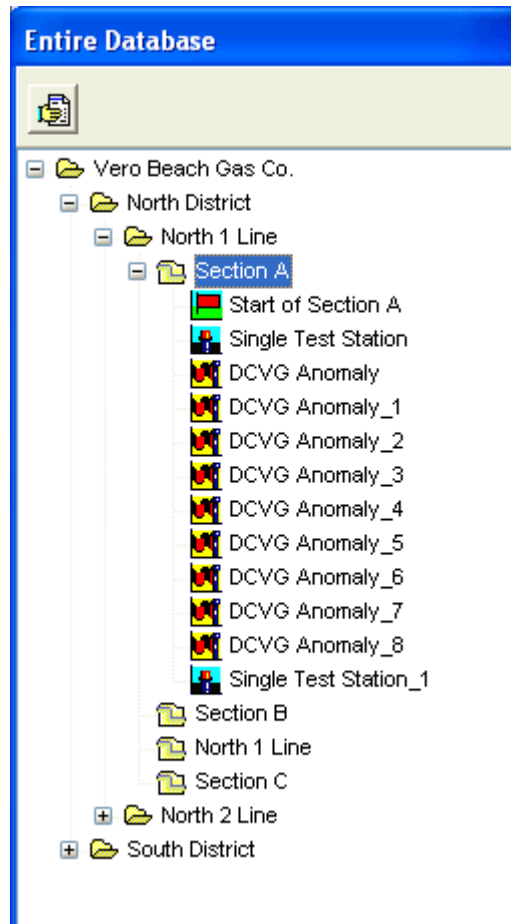 Entire Database
Vero Beach Gas Co.
North District
North 1 Line
Section A
Start of Section A
Single Test Station
DCVG Anomaly
DCVG Anomaly_1
DCVG Anomaly_2
DCVG Anomaly_3
DCVG Anomaly_4
DCVG Anomaly_5
DCVG Anomaly_6
DCVG Anomaly_7
DCVG Anomaly_8
Single Test Station_1
Section B
North 1 Line
Section C
North 2 Line
South District